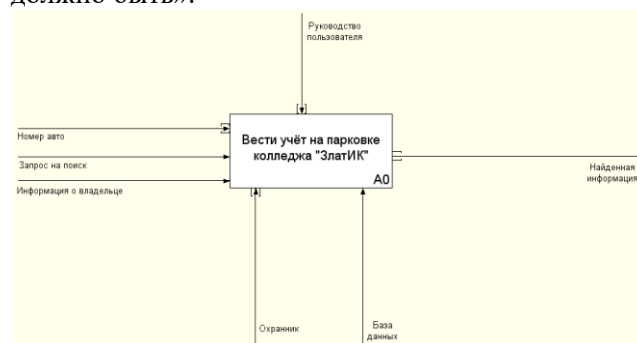 должно быть».
Руководство
пользователя
Номер авто
Запрос на поиск
Информация о владельце
Вести учёт на парковке
колледжа "ЗлатИК"
A0
Найденная
информация
Охранник
База
данных